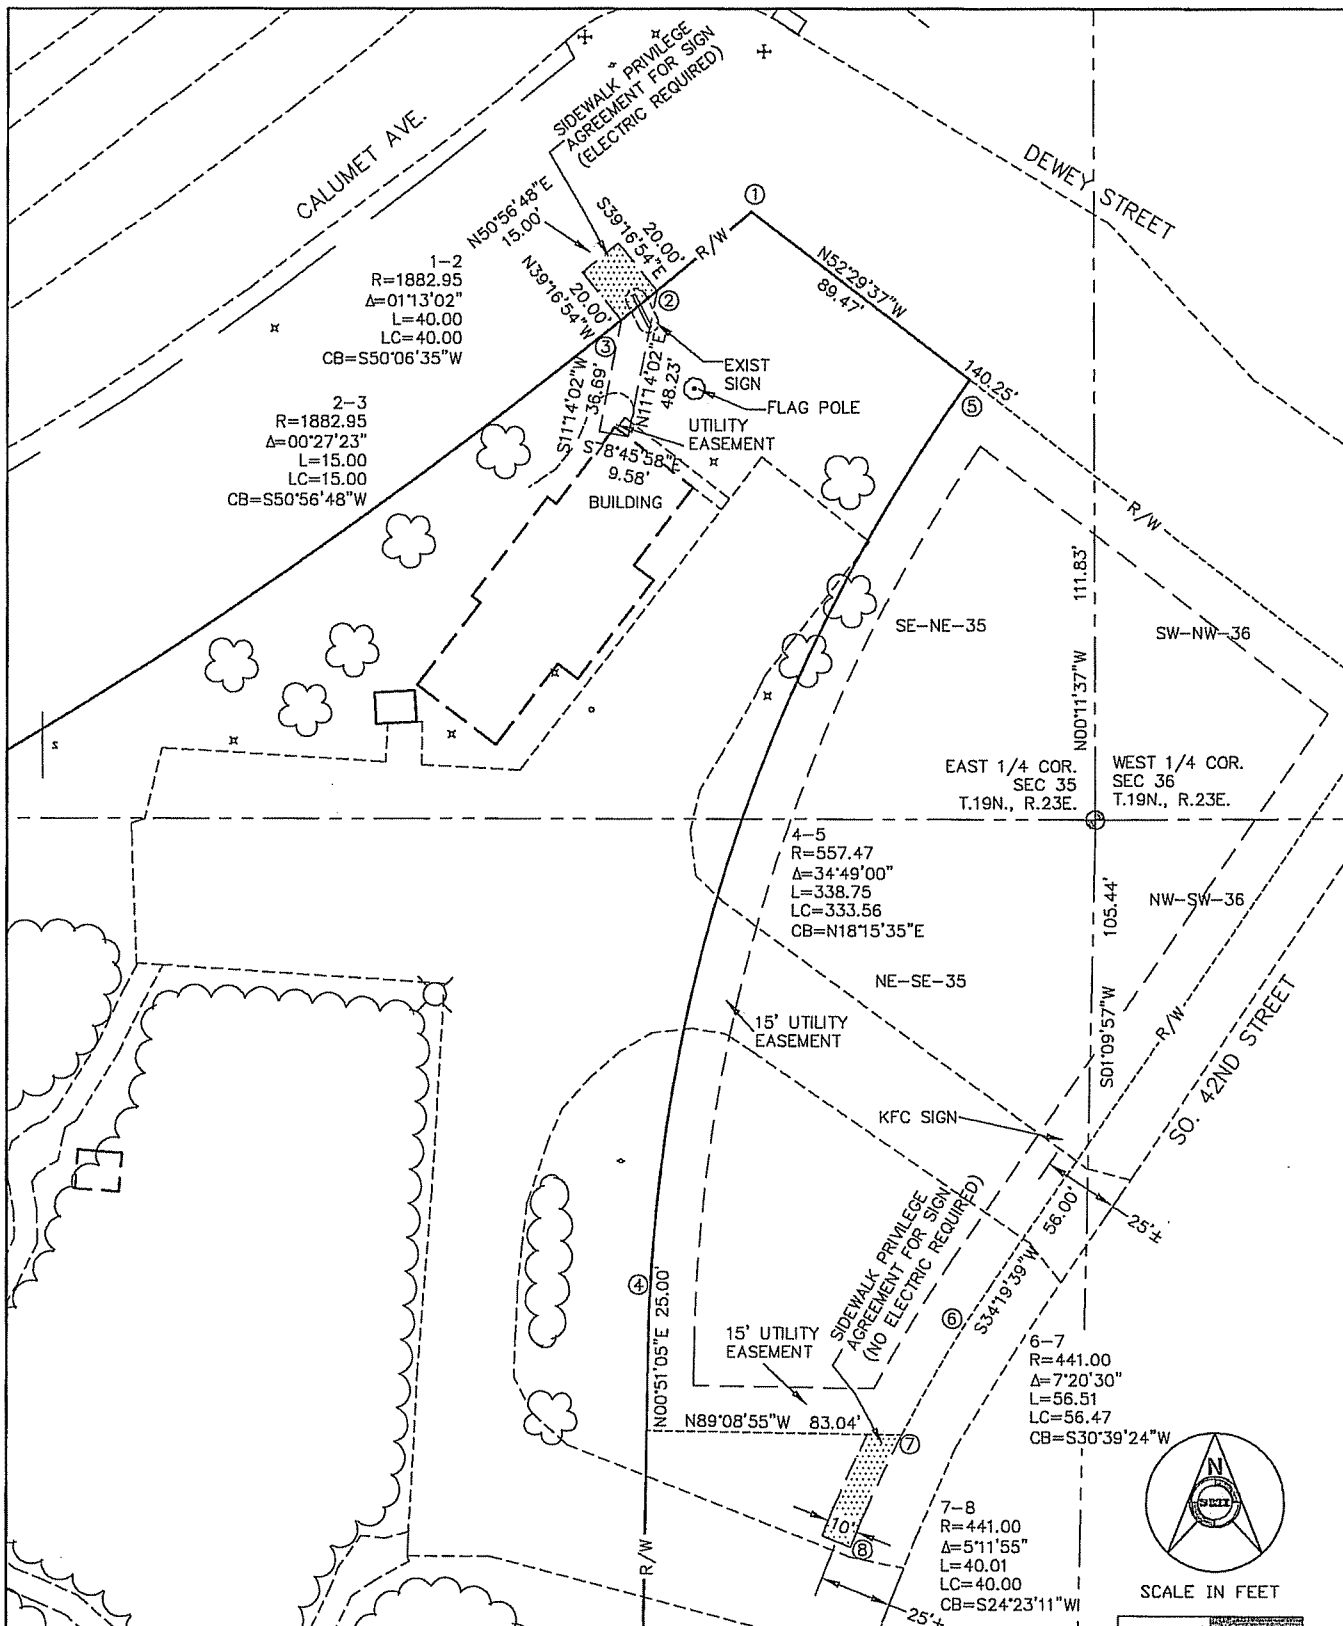 SIDEWALK PRIVILEGE
AGREEMENT FOR SIGN
(ELECTRIC REQUIRED)
CALUMET AVE.
DEWEY STREET
N50°56'48"E
15.00'
S39°16'54"E
20.00'
N39°16'54"W
20.00'
R/W
1
2
3
N52°29'37"W
89.47'
140.25'
5
1-2
R=1882.95
Δ=01°13'02"
L=40.00
LC=40.00
CB=S50°06'35"W
2-3
R=1882.95
Δ=00°27'23"
L=15.00
LC=15.00
CB=S50°56'48"W
S11°14'02"W
36.69'
N11°14'02"E
48.23'
EXIST
SIGN
FLAG POLE
UTILITY
EASEMENT
S78°45'58"E
9.58'
BUILDING
R/W
111.83'
N00°11'37"W
SE-NE-35
SW-NW-36
EAST 1/4 COR.
SEC 35
T.19N., R.23E.
WEST 1/4 COR.
SEC 36
T.19N., R.23E.
4-5
R=557.47
Δ=34°49'00"
L=338.75
LC=333.56
CB=N18°15'35"E
105.44'
S01°09'57"W
NW-SW-36
NE-SE-35
R/W
SO. 42ND STREET
15' UTILITY
EASEMENT
KFC SIGN
25'±
SIDEWALK PRIVILEGE
AGREEMENT FOR SIGN
(NO ELECTRIC REQUIRED)
S34°19'39"W 56.00'
4
6
N00°51'05"E 25.00'
15' UTILITY
EASEMENT
N89°08'55"W 83.04'
7
6-7
R=441.00
Δ=7°20'30"
L=56.51
LC=56.47
CB=S30°39'24"W
N
SMI
10'
8
7-8
R=441.00
Δ=5°11'55"
L=40.01
LC=40.00
CB=S24°23'11"W
R/W
25'±
SCALE IN FEET